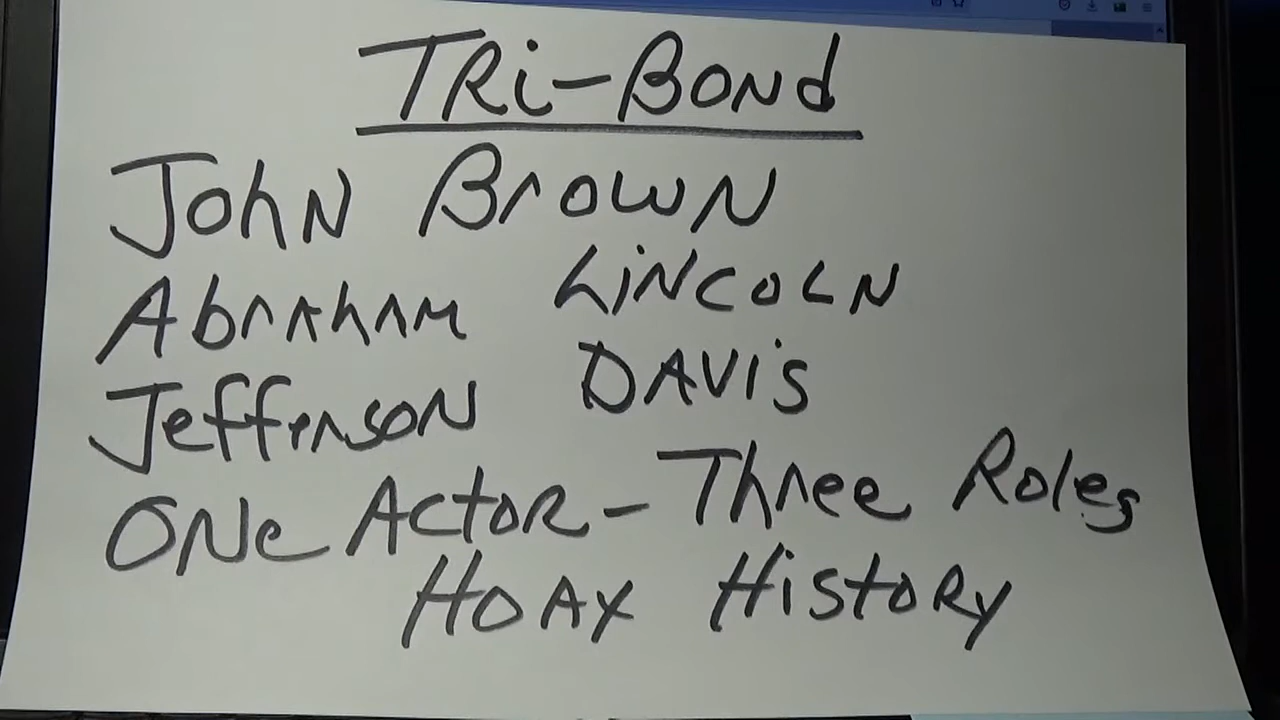 TRi-BONd
JOhN BROWN
AbrahAM LiNCOLN
JeffersON DAViS
ONe ActOR - Three Roles
HOAX HistORy